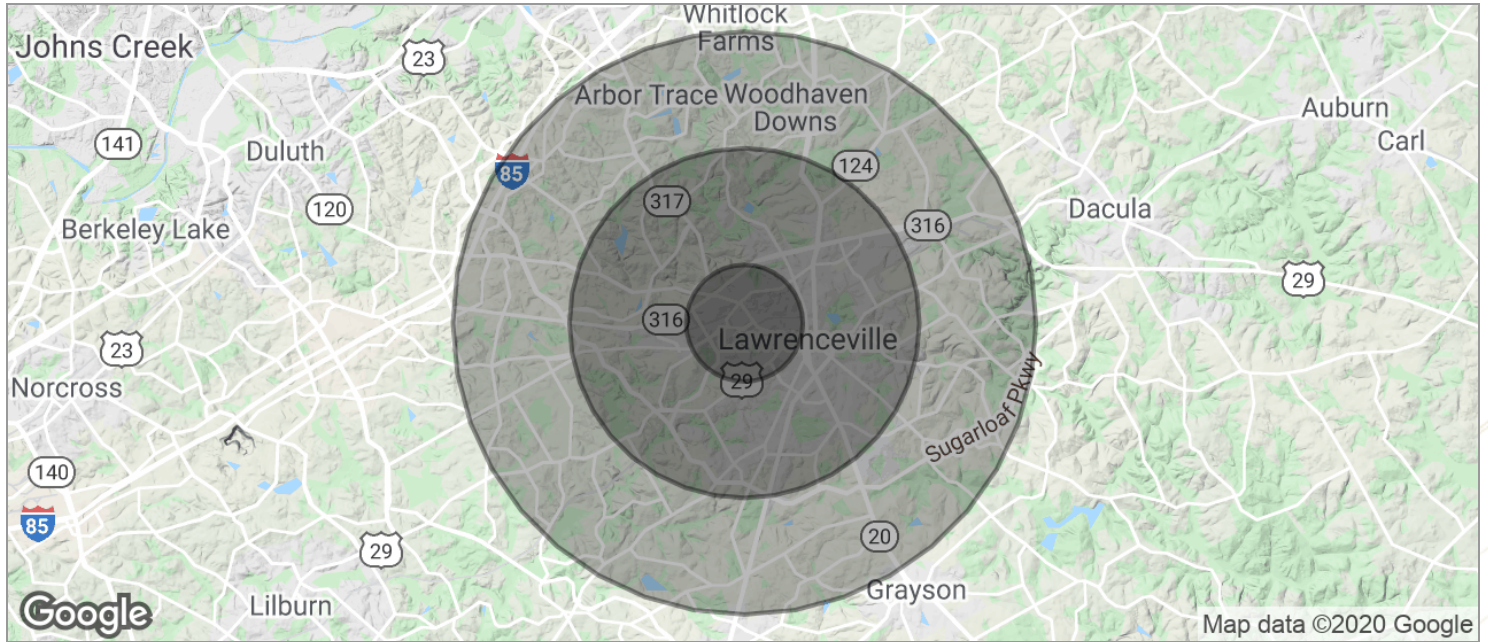 Whitlock
Farms
Johns Creek
23
Arbor Trace
Woodhaven
Downs
Auburn
Carl
141
Duluth
85
124
317
120
Dacula
Berkeley Lake
316
29
316
Lawrenceville
23
29
Norcross
Sugarloaf Pkwy
140
85
20
29
Grayson
Lilburn
Google
Map data ©2020 Google